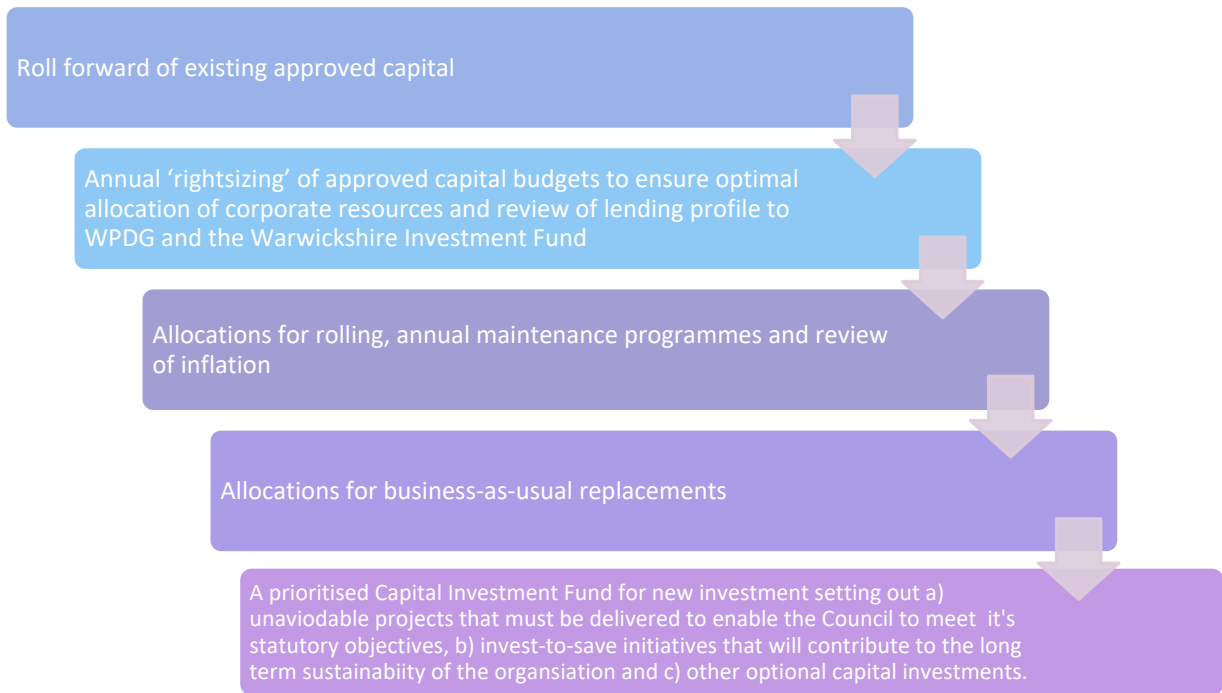 Roll forward of existing approved capital
Annual ‘rightsizing’ of approved capital budgets to ensure optimal
allocation of corporate resources and review of lending profile to
WPDG and the Warwickshire Investment Fund
Allocations for rolling, annual maintenance programmes and review
of inflation
Allocations for business-as-usual replacements
A prioritised Capital Investment Fund for new investment setting out a)
unaviodable projects that must be delivered to enable the Council to meet  it's
statutory objectives, b) invest-to-save initiatives that will contribute to the long
term sustainabiity of the organsiation and c) other optional capital investments.